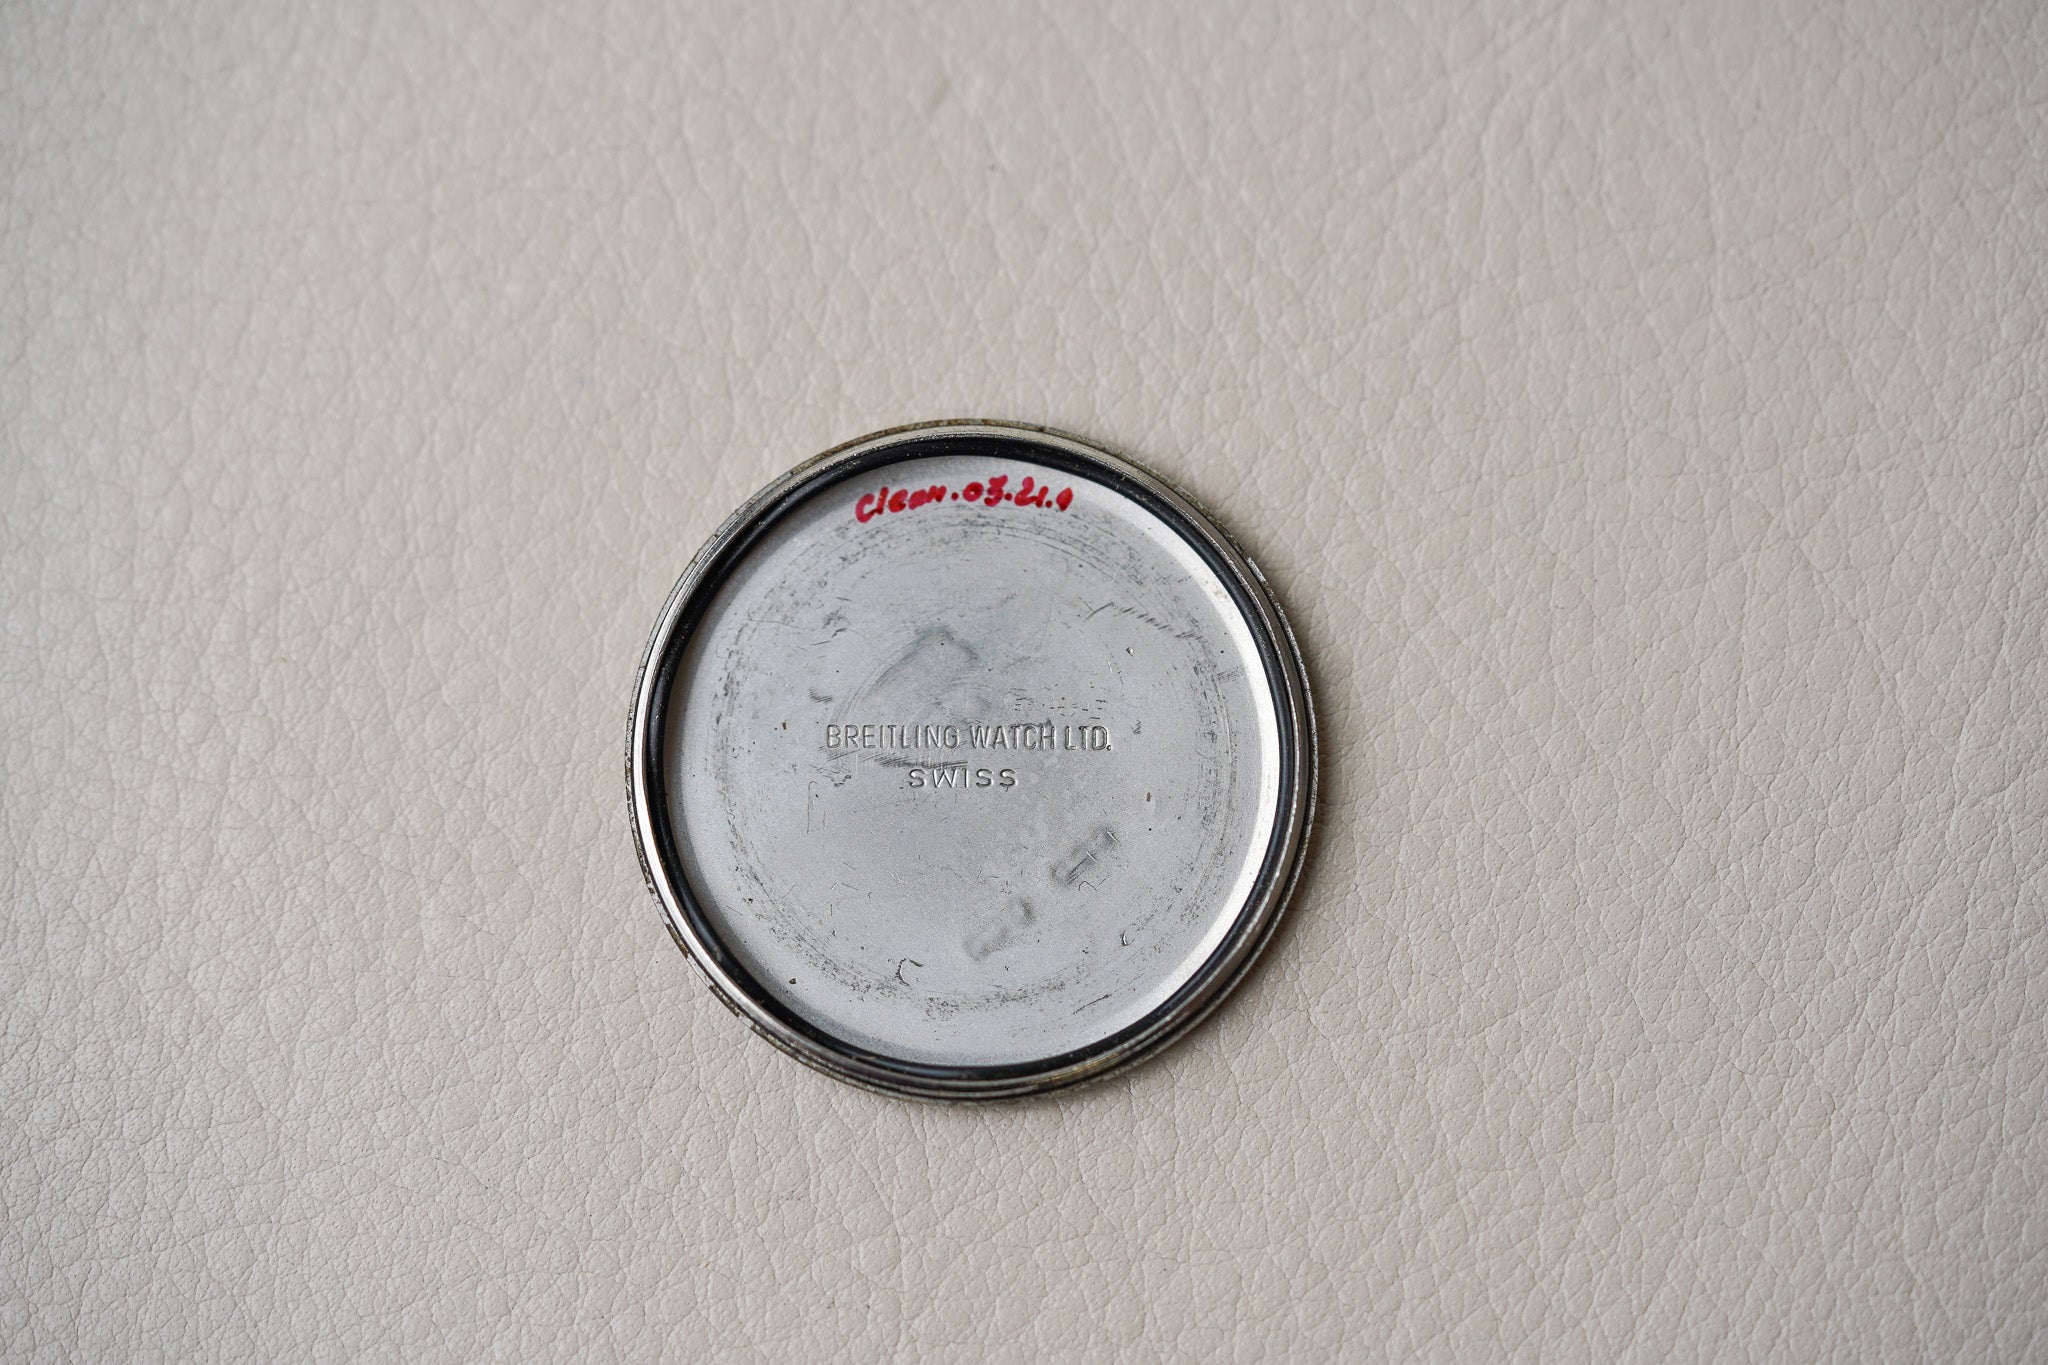 Clean.03.21.1
BREITLING WATCH LTD.
SWISS